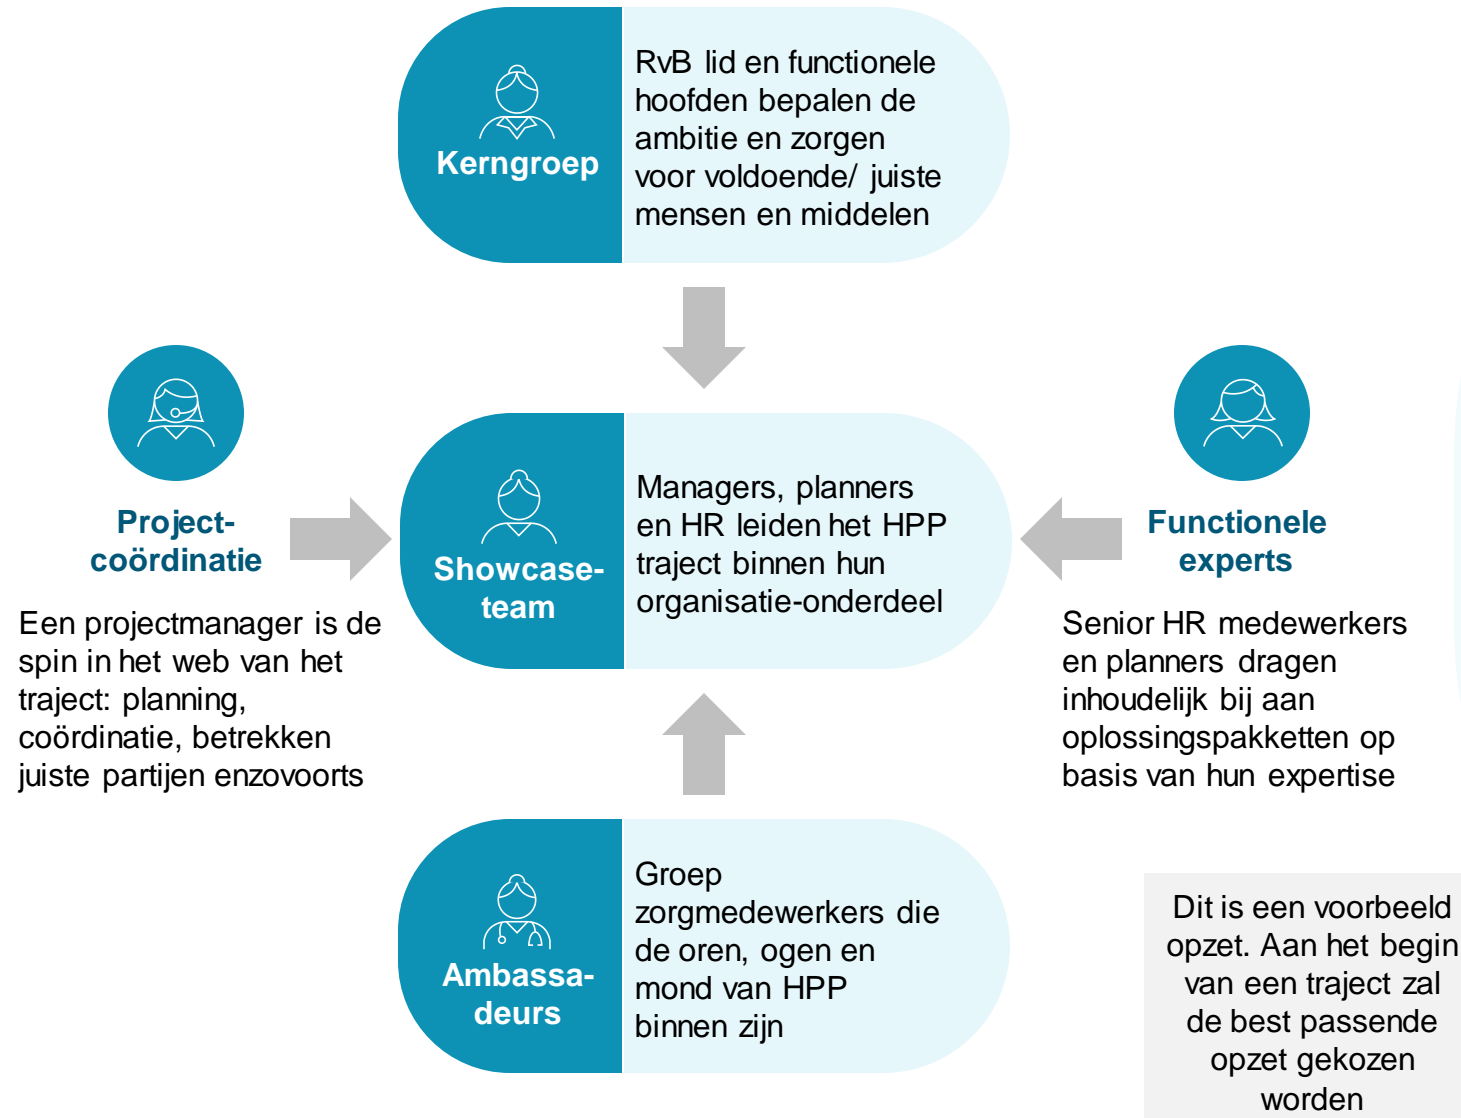 Kerngroep
RvB lid en functionele
hoofden bepalen de
ambitie en zorgen
voor voldoende/ juiste
mensen en middelen
Project-
coördinatie
Een projectmanager is de
spin in het web van het
traject: planning,
coördinatie, betrekken
juiste partijen enzovoorts
Showcase-
team
Managers, planners
en HR leiden het HPP
traject binnen hun
organisatie-onderdeel
Functionele
experts
Senior HR medewerkers
en planners dragen
inhoudelijk bij aan
oplossingspakketten op
basis van hun expertise
Ambassa-
deurs
Groep
zorgmedewerkers die
de oren, ogen en
mond van HPP
binnen zijn
Dit is een voorbeeld
opzet. Aan het begin
van een traject zal
de best passende
opzet gekozen
worden